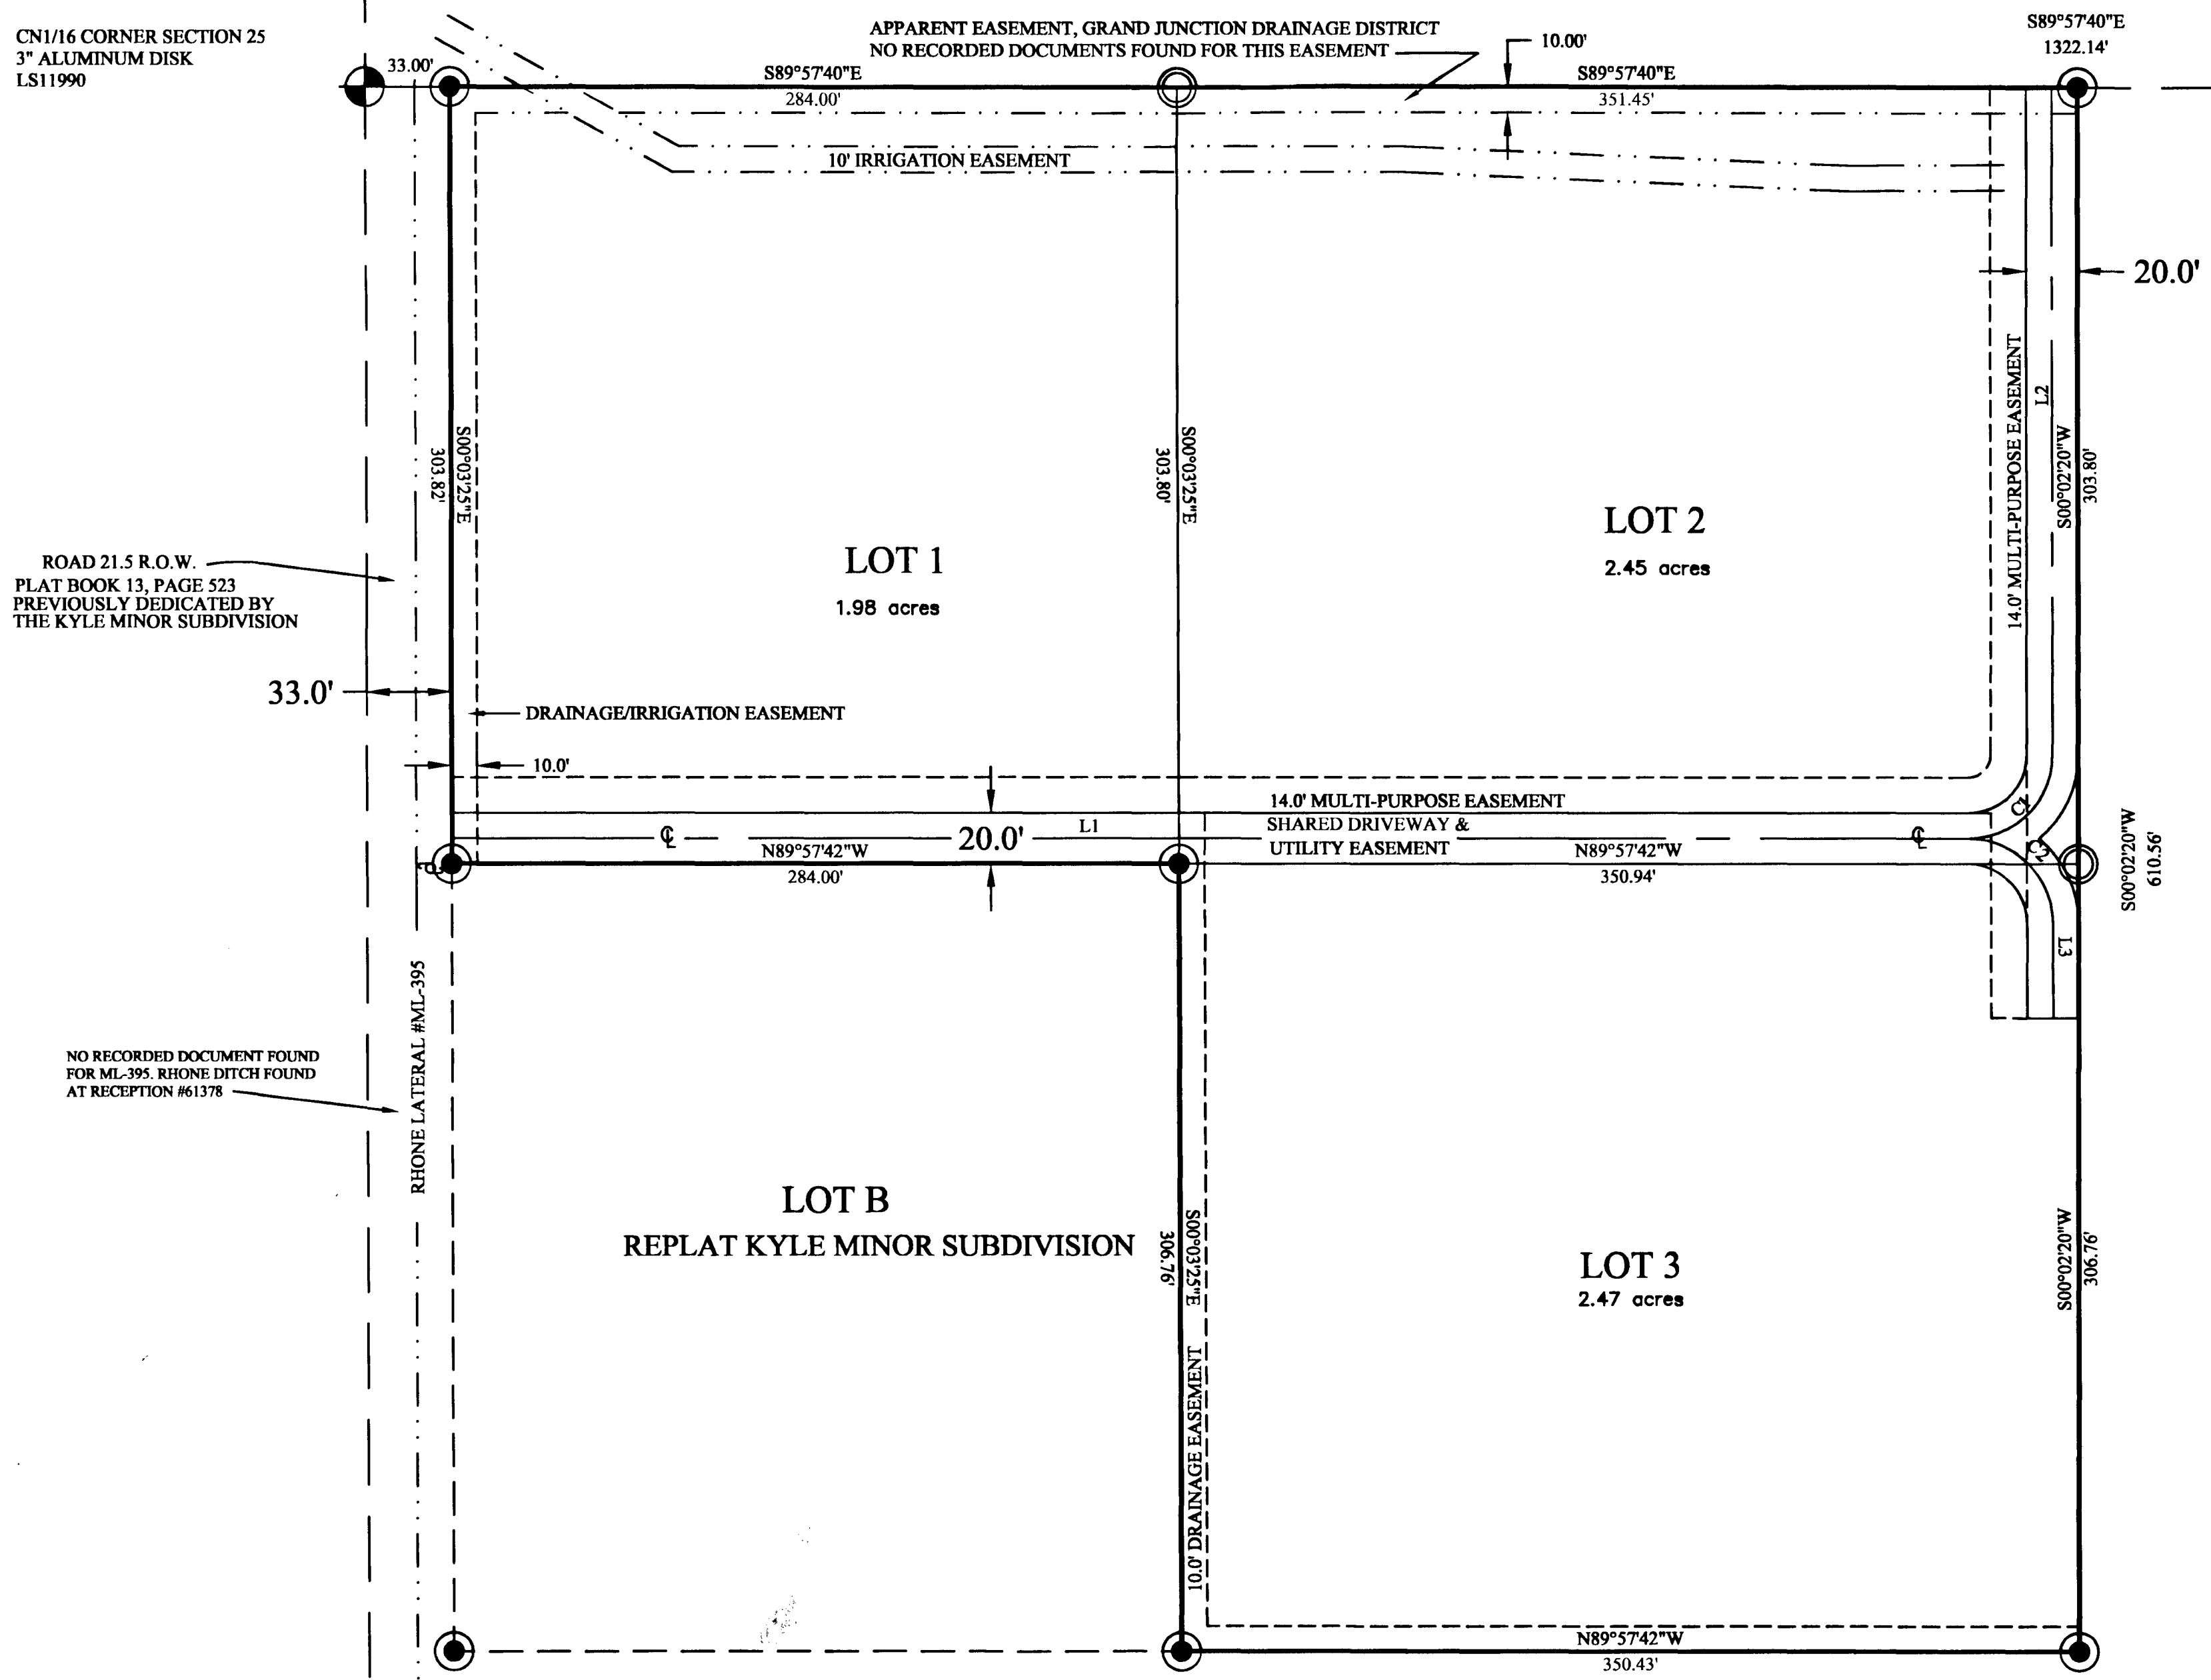 CN1/16 CORNER SECTION 25
3" ALUMINUM DISK
LS11990
33.00'
APPARENT EASEMENT, GRAND JUNCTION DRAINAGE DISTRICT
NO RECORDED DOCUMENTS FOUND FOR THIS EASEMENT
10.00'
S89°57'40"E
1322.14'
S89°57'40"E
284.00'
S89°57'40"E
351.45'
10' IRRIGATION EASEMENT
20.0'
14.0' MULTI-PURPOSE EASEMENT
L2
S00°02'20"W
303.80'
S00°03'25"E
303.82'
S00°03'25"E
303.80'
LOT 1
1.98 acres
LOT 2
2.45 acres
ROAD 21.5 R.O.W.
PLAT BOOK 13, PAGE 523
PREVIOUSLY DEDICATED BY
THE KYLE MINOR SUBDIVISION
33.0'
DRAINAGE/IRRIGATION EASEMENT
10.0'
14.0' MULTI-PURPOSE EASEMENT
SHARED DRIVEWAY &
UTILITY EASEMENT
℄
20.0'
L1
℄
C1
C2
N89°57'42"W
284.00'
N89°57'42"W
350.94'
S00°02'20"W
610.56'
L3
RHONE LATERAL #ML-395
NO RECORDED DOCUMENT FOUND
FOR ML-395. RHONE DITCH FOUND
AT RECEPTION #61378
LOT B
REPLAT KYLE MINOR SUBDIVISION
S00°03'25"E
306.76'
10.0' DRAINAGE EASEMENT
LOT 3
2.47 acres
S00°02'20"W
306.76'
N89°57'42"W
350.43'